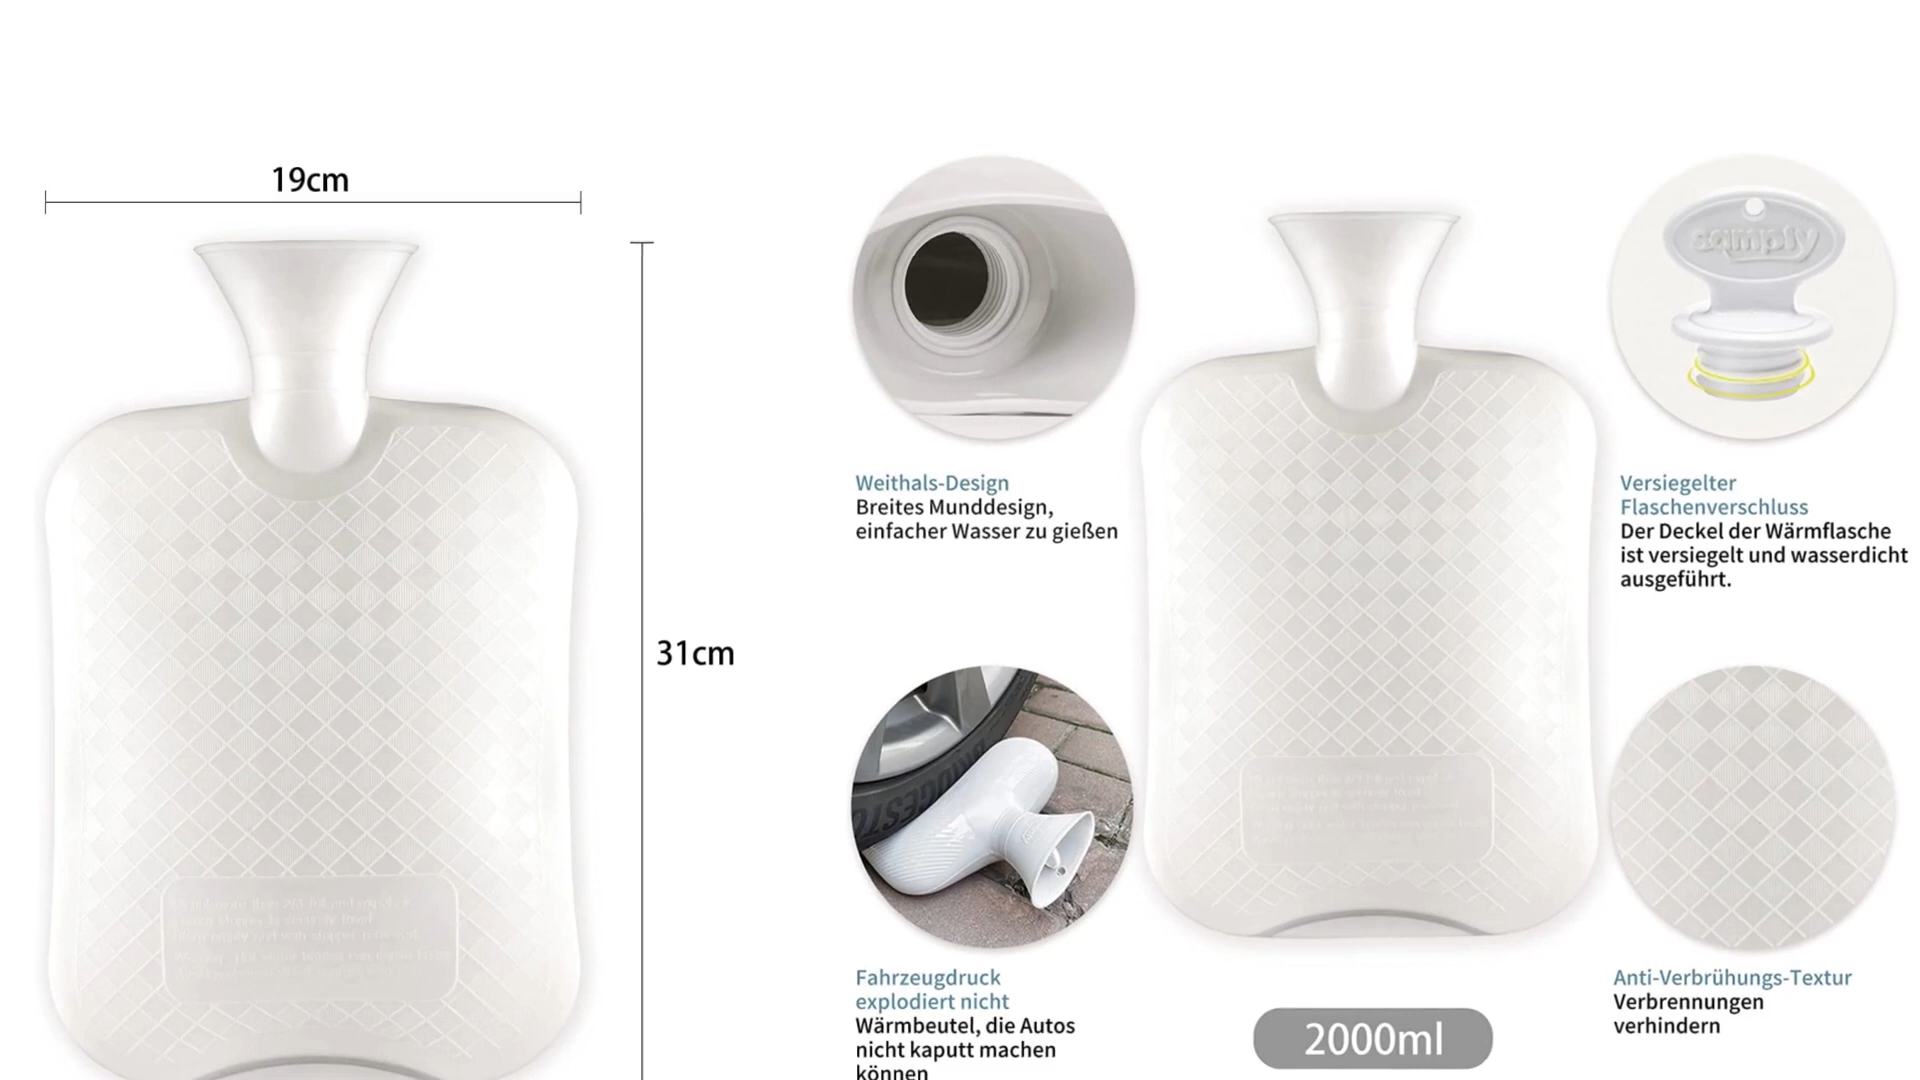 19cm
31cm
samply
Weithals-Design
Breites Munddesign,
einfacher Wasser zu gießen
Versiegelter
Flaschenverschluss
Der Deckel der Wärmflasche
ist versiegelt und wasserdicht
ausgeführt.
Fahrzeugdruck
explodiert nicht
Wärmbeutel, die Autos
nicht kaputt machen
können
Anti-Verbrühungs-Textur
Verbrennungen
verhindern
2000ml